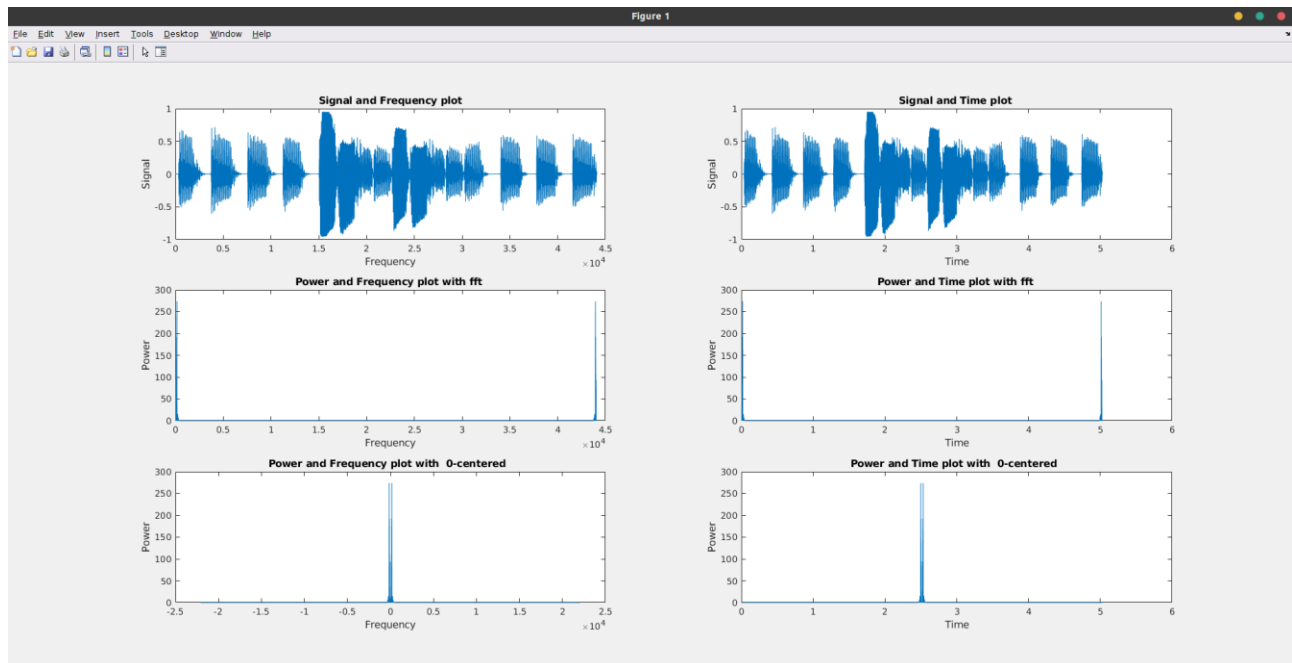 Figure 1
File Edit View Insert Tools Desktop Window Help
Signal and Frequency plot
1
0.5
0
-0.5
-1
Signal
0 0.5 1 1.5 2 2.5 3 3.5 4 4.5
Frequency
×10⁴
Signal and Time plot
1
0.5
0
-0.5
-1
Signal
0 1 2 3 4 5 6
Time
Power and Frequency plot with fft
300
250
200
150
100
50
0
Power
0 0.5 1 1.5 2 2.5 3 3.5 4 4.5
Frequency
×10⁴
Power and Time plot with fft
300
250
200
150
100
50
0
Power
0 1 2 3 4 5 6
Time
Power and Frequency plot with 0-centered
300
250
200
150
100
50
0
Power
-2.5 -2 -1.5 -1 -0.5 0 0.5 1 1.5 2 2.5
Frequency
×10⁴
Power and Time plot with 0-centered
300
250
200
150
100
50
0
Power
0 1 2 3 4 5 6
Time